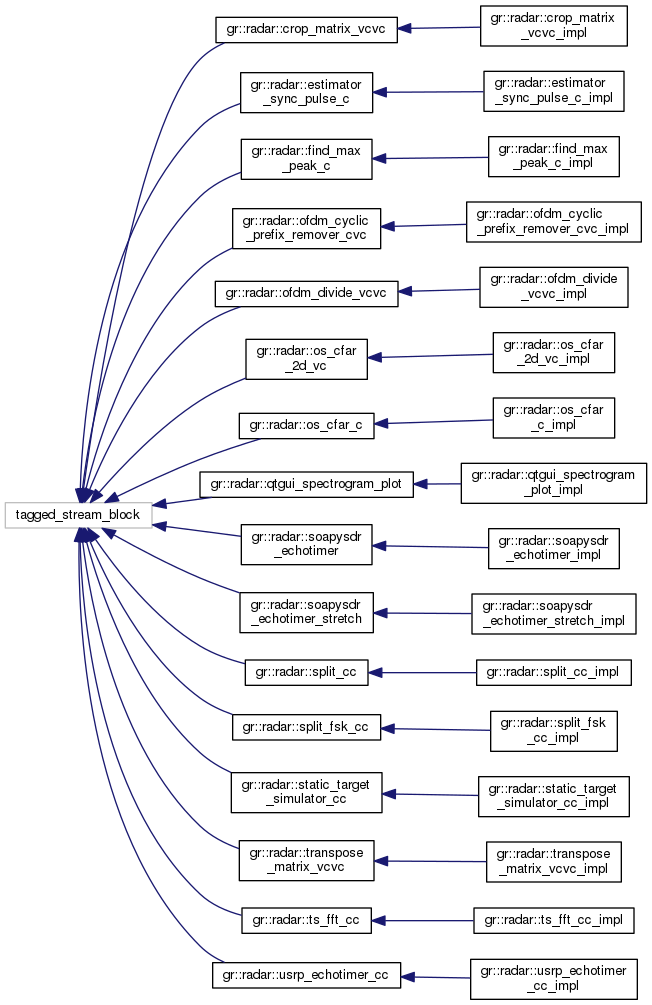 gr::radar::crop_matrix_vcvc
gr::radar::crop_matrix
_vcvc_impl
gr::radar::estimator
_sync_pulse_c
gr::radar::estimator
_sync_pulse_c_impl
gr::radar::find_max
_peak_c
gr::radar::find_max
_peak_c_impl
gr::radar::ofdm_cyclic
_prefix_remover_cvc
gr::radar::ofdm_cyclic
_prefix_remover_cvc_impl
gr::radar::ofdm_divide_vcvc
gr::radar::ofdm_divide
_vcvc_impl
gr::radar::os_cfar
_2d_vc
gr::radar::os_cfar
_2d_vc_impl
gr::radar::os_cfar_c
gr::radar::os_cfar
_c_impl
gr::radar::qtgui_spectrogram_plot
gr::radar::qtgui_spectrogram
_plot_impl
tagged_stream_block
gr::radar::soapysdr
_echotimer
gr::radar::soapysdr
_echotimer_impl
gr::radar::soapysdr
_echotimer_stretch
gr::radar::soapysdr
_echotimer_stretch_impl
gr::radar::split_cc
gr::radar::split_cc_impl
gr::radar::split_fsk_cc
gr::radar::split_fsk
_cc_impl
gr::radar::static_target
_simulator_cc
gr::radar::static_target
_simulator_cc_impl
gr::radar::transpose
_matrix_vcvc
gr::radar::transpose
_matrix_vcvc_impl
gr::radar::ts_fft_cc
gr::radar::ts_fft_cc_impl
gr::radar::usrp_echotimer_cc
gr::radar::usrp_echotimer
_cc_impl